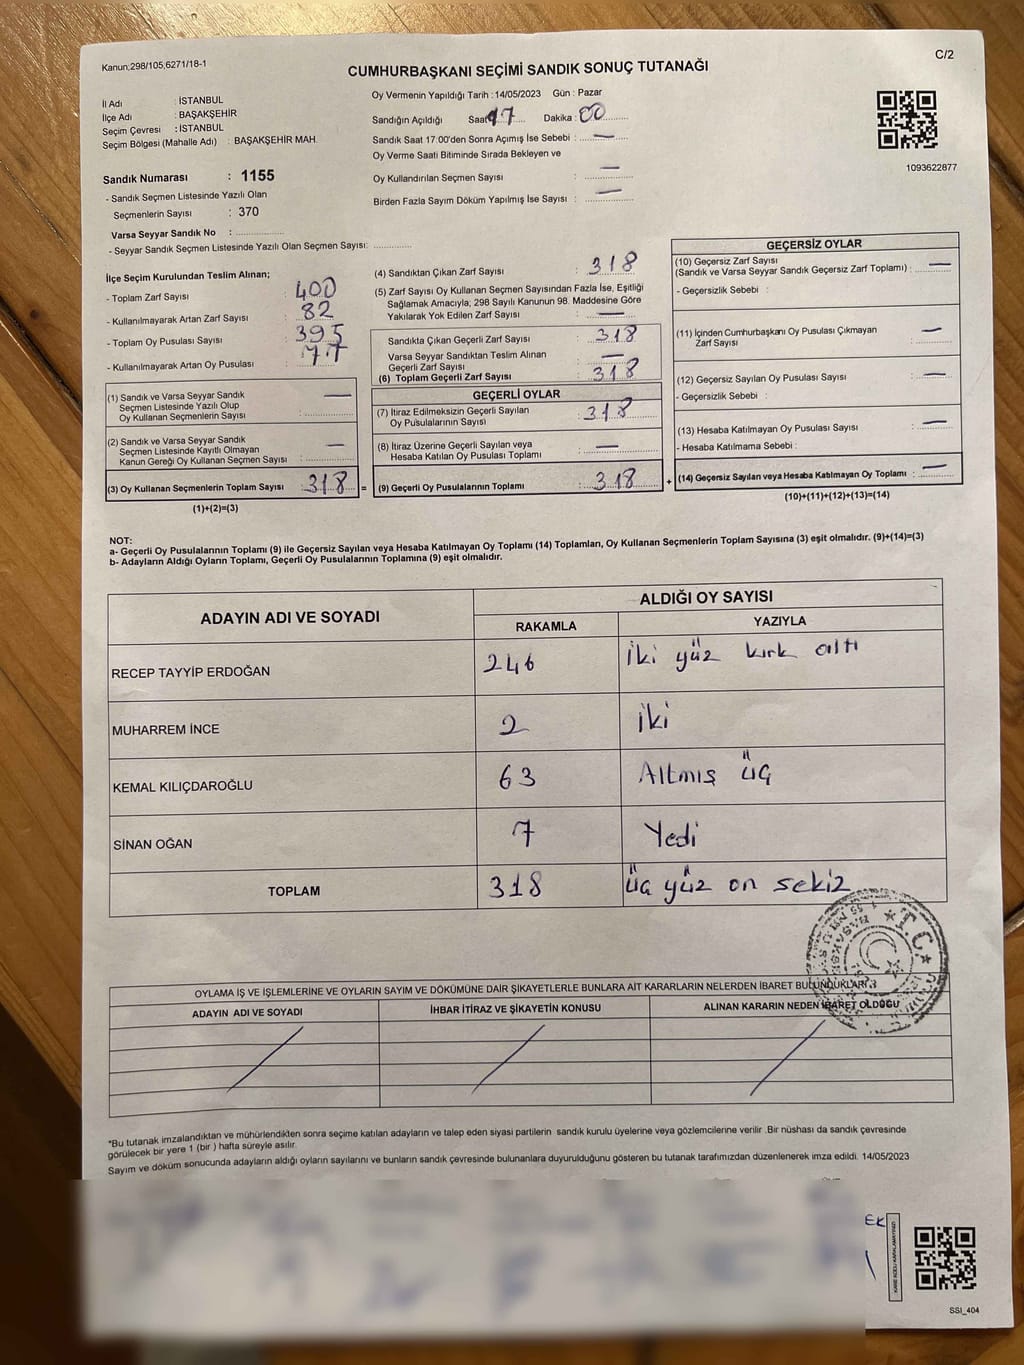 Kanun;298/105,6271/18-1
C/2
CUMHURBAŞKANI SEÇİMİ SANDIK SONUÇ TUTANAĞI
İl Adı : İSTANBUL
İlçe Adı : BAŞAKŞEHİR
Seçim Çevresi : İSTANBUL
Seçim Bölgesi (Mahalle Adı) : BAŞAKŞEHİR MAH.
Sandık Numarası : 1155
- Sandık Seçmen Listesinde Yazılı Olan
Seçmenlerin Sayısı : 370
Varsa Seyyar Sandık No : ................
- Seyyar Sandık Seçmen Listesinde Yazılı Olan Seçmen Sayısı: ............
Oy Vermenin Yapıldığı Tarih : 14/05/2023 Gün : Pazar
Sandığın Açıldığı Saat 17 Dakika : 00
Sandık Saat 17:00'den Sonra Açımış İse Sebebi : —
Oy Verme Saati Bitiminde Sırada Bekleyen ve
Oy Kullandırılan Seçmen Sayısı : —
Birden Fazla Sayım Döküm Yapılmış İse Sayısı : —
1093622877
İlçe Seçim Kurulundan Teslim Alınan;
- Toplam Zarf Sayısı : 400
- Kullanılmayarak Artan Zarf Sayısı : 82
- Toplam Oy Pusulası Sayısı : 395
- Kullanılmayarak Artan Oy Pusulası : 77
(1) Sandık ve Varsa Seyyar Sandık
Seçmen Listesinde Yazılı Olup
Oy Kullanan Seçmenlerin Sayısı : —
(2) Sandık ve Varsa Seyyar Sandık
Seçmen Listesinde Kayıtlı Olmayan
Kanun Gereği Oy Kullanan Seçmen Sayısı : —
(3) Oy Kullanan Seçmenlerin Toplam Sayısı : 318 =
(1)+(2)=(3)
(4) Sandıktan Çıkan Zarf Sayısı : 318
(5) Zarf Sayısı Oy Kullanan Seçmen Sayısından Fazla İse, Eşitliği
Sağlamak Amacıyla; 298 Sayılı Kanunun 98. Maddesine Göre
Yakılarak Yok Edilen Zarf Sayısı : —
Sandıkta Çıkan Geçerli Zarf Sayısı : 318
Varsa Seyyar Sandıktan Teslim Alınan
Geçerli Zarf Sayısı : —
(6) Toplam Geçerli Zarf Sayısı : 318
GEÇERLİ OYLAR
(7) İtiraz Edilmeksizin Geçerli Sayılan
Oy Pusulalarının Sayısı : 318
(8) İtiraz Üzerine Geçerli Sayılan veya
Hesaba Katılan Oy Pusulası Toplamı : —
(9) Geçerli Oy Pusulalarının Toplamı : 318 +
GEÇERSİZ OYLAR
(10) Geçersiz Zarf Sayısı
(Sandık ve Varsa Seyyar Sandık Geçersiz Zarf Toplamı) : —
- Geçersizlik Sebebi :
(11) İçinden Cumhurbaşkanı Oy Pusulası Çıkmayan
Zarf Sayısı : —
(12) Geçersiz Sayılan Oy Pusulası Sayısı : —
- Geçersizlik Sebebi :
(13) Hesaba Katılmayan Oy Pusulası Sayısı : —
- Hesaba Katılmama Sebebi :
(14) Geçersiz Sayılan veya Hesaba Katılmayan Oy Toplamı : —
(10)+(11)+(12)+(13)=(14)
NOT:
a- Geçerli Oy Pusulalarının Toplamı (9) ile Geçersiz Sayılan veya Hesaba Katılmayan Oy Toplamı (14) Toplamları, Oy Kullanan Seçmenlerin Toplam Sayısına (3) eşit olmalıdır. (9)+(14)=(3)
b- Adayların Aldığı Oyların Toplamı, Geçerli Oy Pusulalarının Toplamına (9) eşit olmalıdır.
ADAYIN ADI VE SOYADI
ALDIĞI OY SAYISI
RAKAMLA YAZIYLA
RECEP TAYYİP ERDOĞAN 246 İki yüz kırk altı
MUHARREM İNCE 2 İki
KEMAL KILIÇDAROĞLU 63 Altmış üç
SİNAN OĞAN 7 Yedi
TOPLAM 318 üç yüz on sekiz
T.C
OYLAMA İŞ VE İŞLEMLERİNE VE OYLARIN SAYIM VE DÖKÜMÜNE DAİR ŞİKAYETLERLE BUNLARA AİT KARARLARIN NELERDEN İBARET BULUNDUKLARI
ADAYIN ADI VE SOYADI İHBAR İTİRAZ VE ŞİKAYETİN KONUSU ALINAN KARARIN NEDEN İBARET OLDUĞU
*Bu tutanak imzalandıktan ve mühürlendikten sonra seçime katılan adayların ve talep eden siyasi partilerin sandık kurulu üyelerine veya gözlemcilerine verilir .Bir nüshası da sandık çevresinde
görülecek bir yere 1 (bir ) hafta süreyle asılır.
Sayım ve döküm sonucunda adayların aldığı oyların sayılarını ve bunların sandık çevresinde bulunanlara duyurulduğunu gösteren bu tutanak tarafımızdan düzenlenerek imza edildi. 14/05/2023
EK
SSI_404